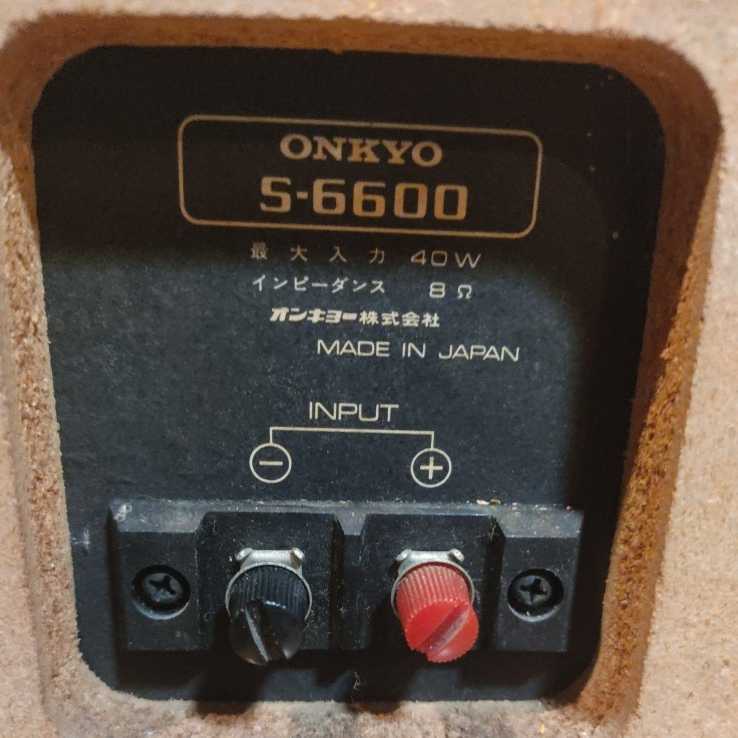 ONKYO
S-6600
最大入力 40W
インピーダンス 8Ω
オンキヨー株式会社
MADE IN JAPAN
INPUT
− +